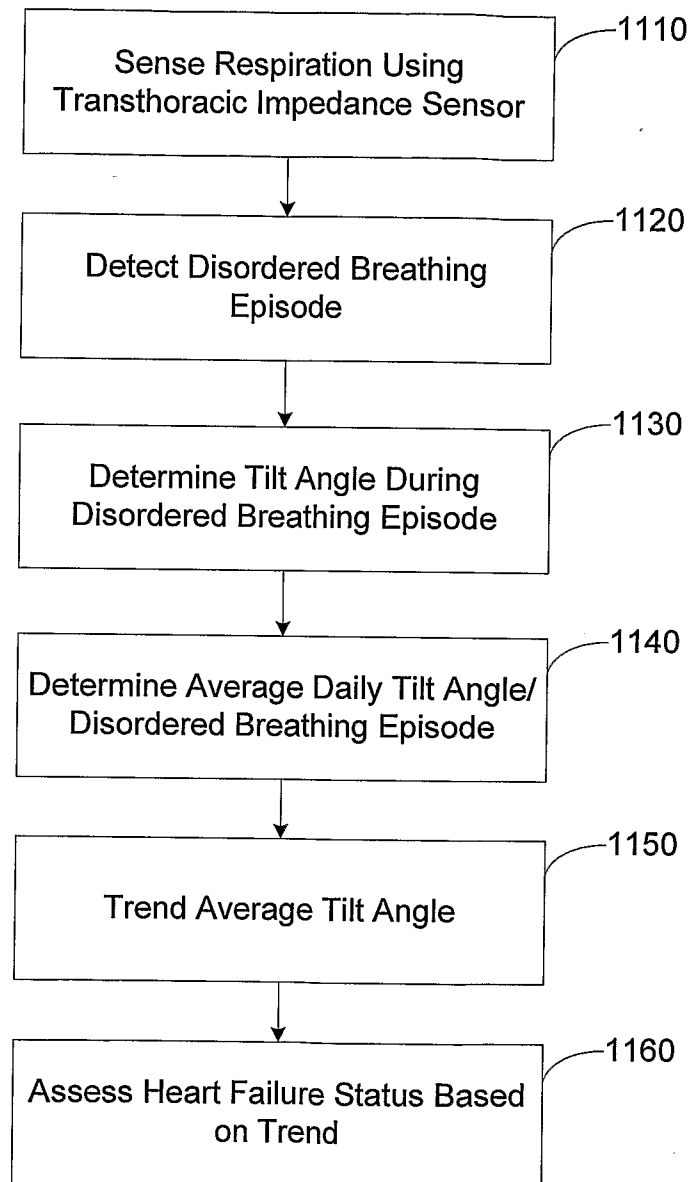 1110
Sense Respiration Using
Transthoracic Impedance Sensor
1120
Detect Disordered Breathing
Episode
1130
Determine Tilt Angle During
Disordered Breathing Episode
1140
Determine Average Daily Tilt Angle/
Disordered Breathing Episode
1150
Trend Average Tilt Angle
1160
Assess Heart Failure Status Based
on Trend